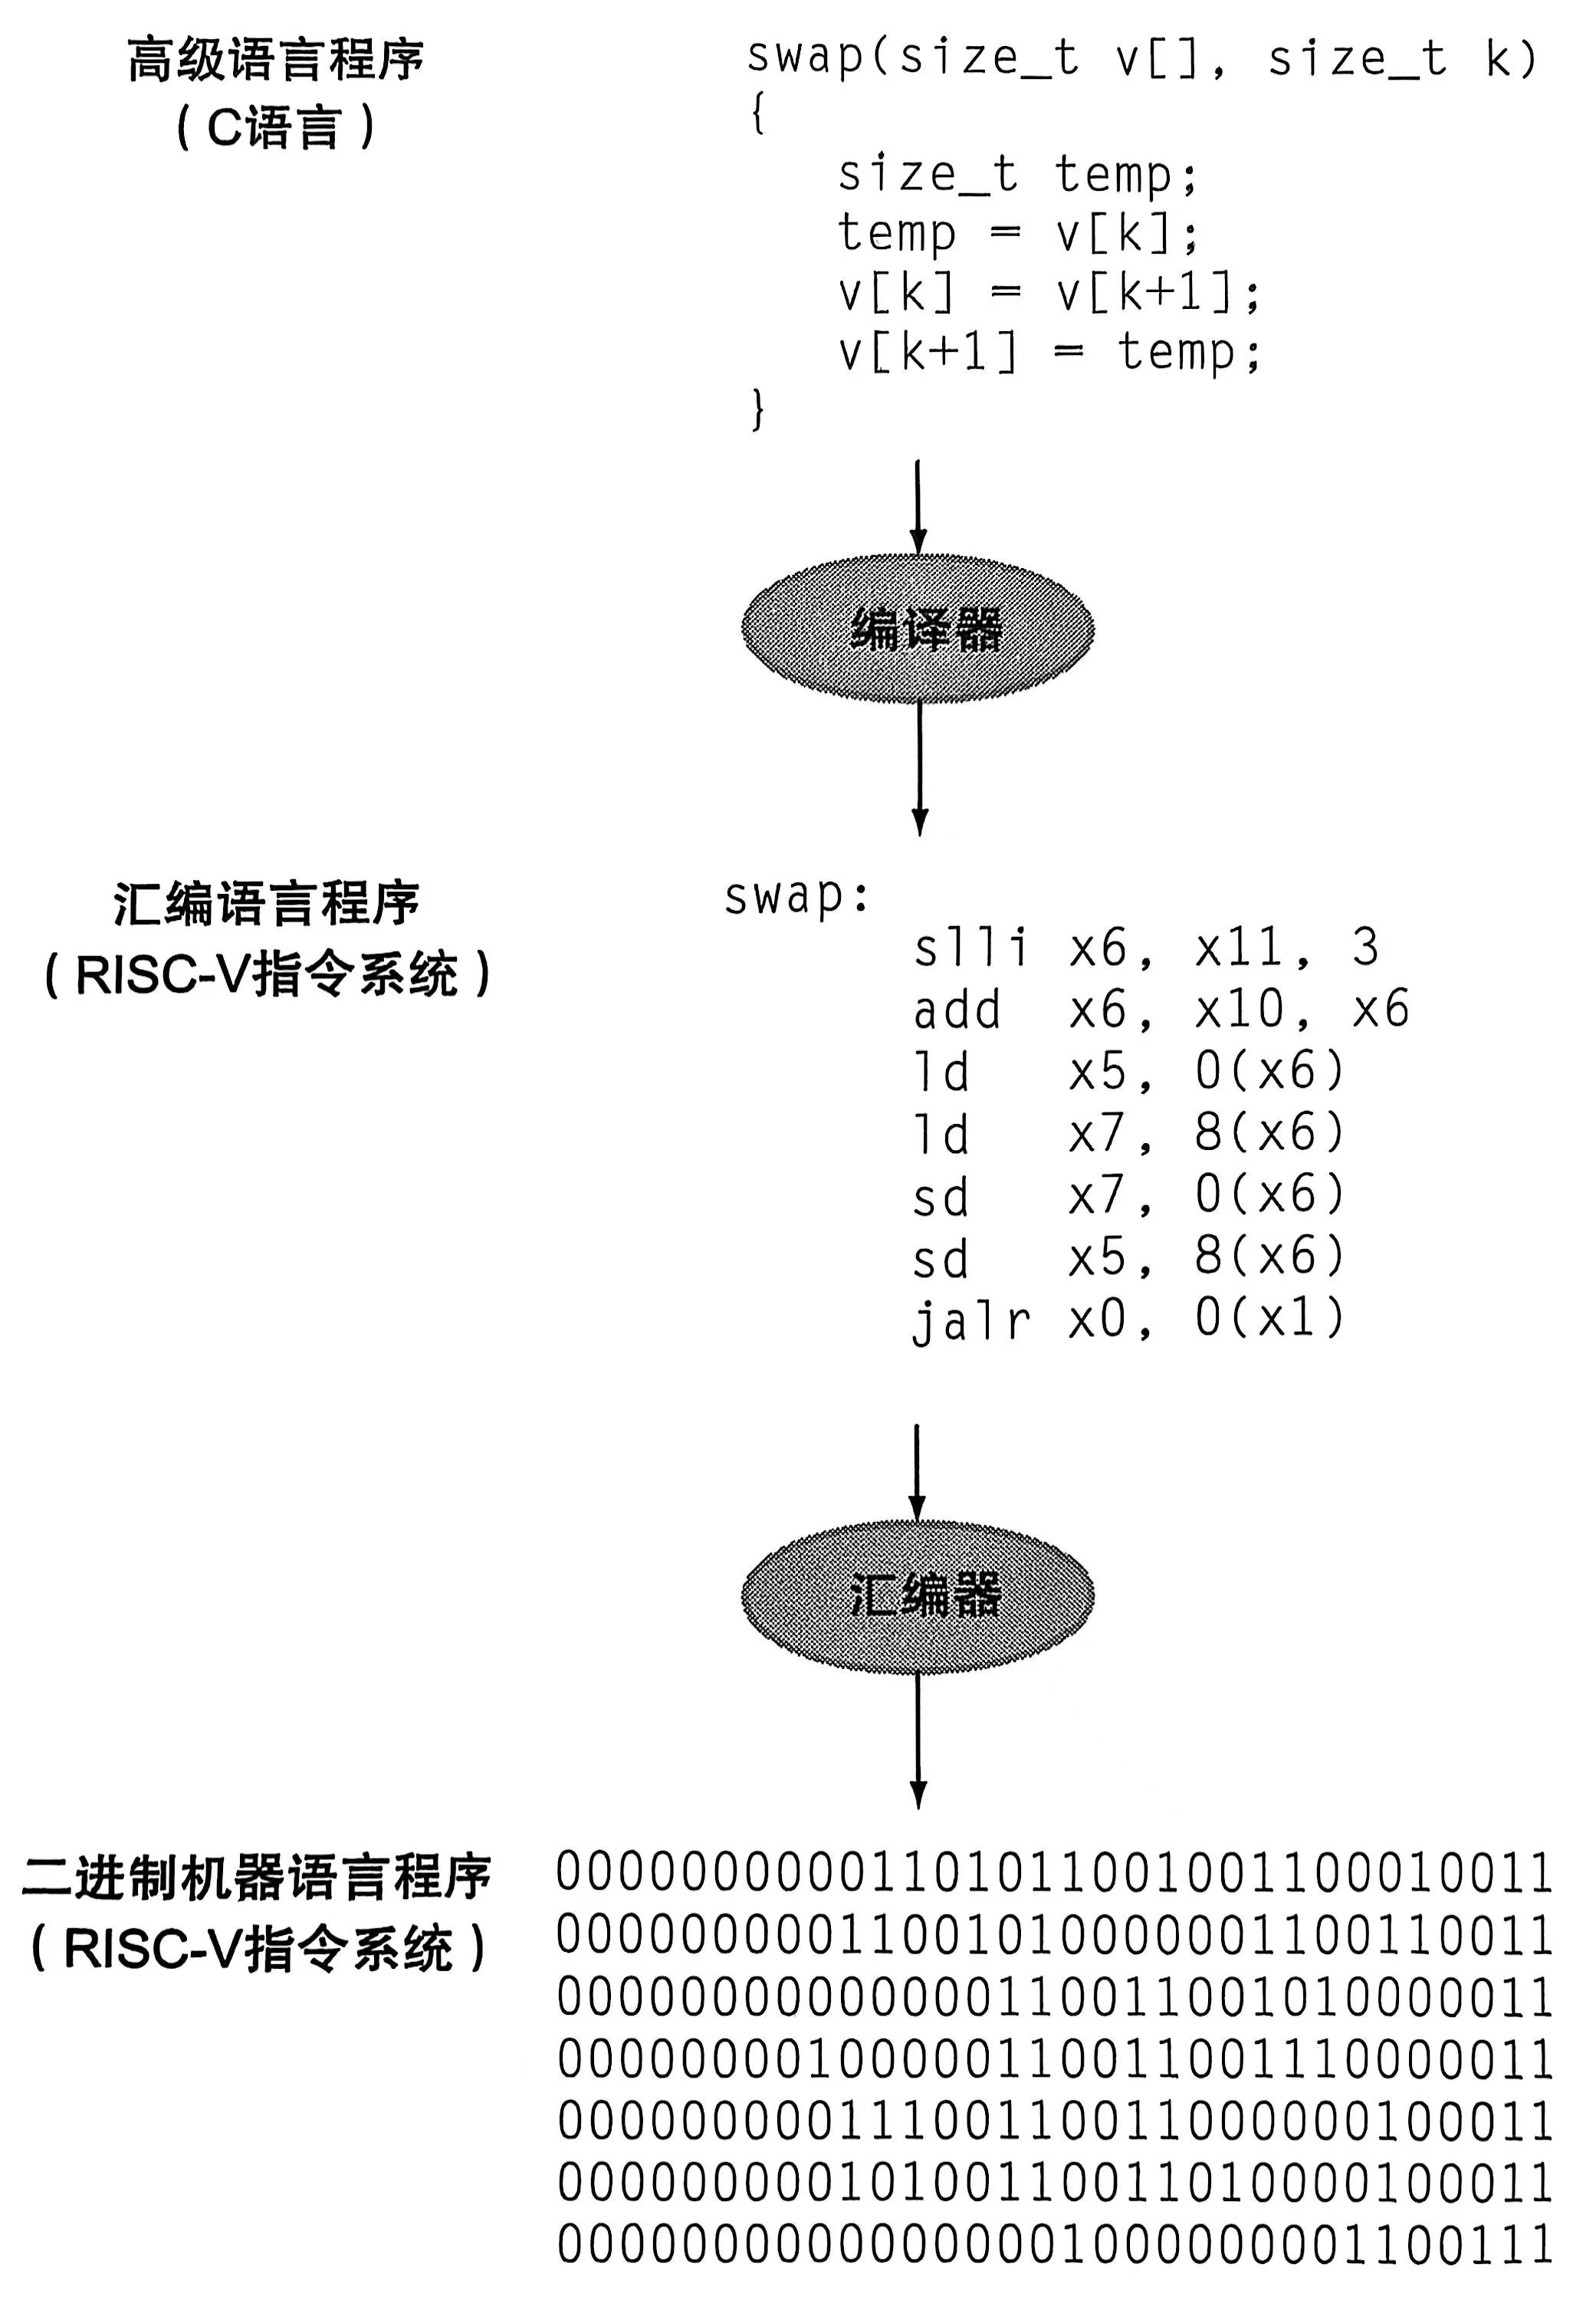 高级语言程序
（C语言）
swap(size_t v[], size_t k)
{
size_t temp;
temp = v[k];
v[k] = v[k+1];
v[k+1] = temp;
}
编译器
汇编语言程序
（RISC-V指令系统）
swap:
slli x6, x11, 3
add x6, x10, x6
ld x5, 0(x6)
ld x7, 8(x6)
sd x7, 0(x6)
sd x5, 8(x6)
jalr x0, 0(x1)
汇编器
二进制机器语言程序
（RISC-V指令系统）
00000000001101011001001100010011
00000000011001010000001100110011
00000000000000110011001010000011
00000000100000110011001110000011
00000000011100110011000000100011
00000000010100110011010000100011
00000000000000001000000001100111